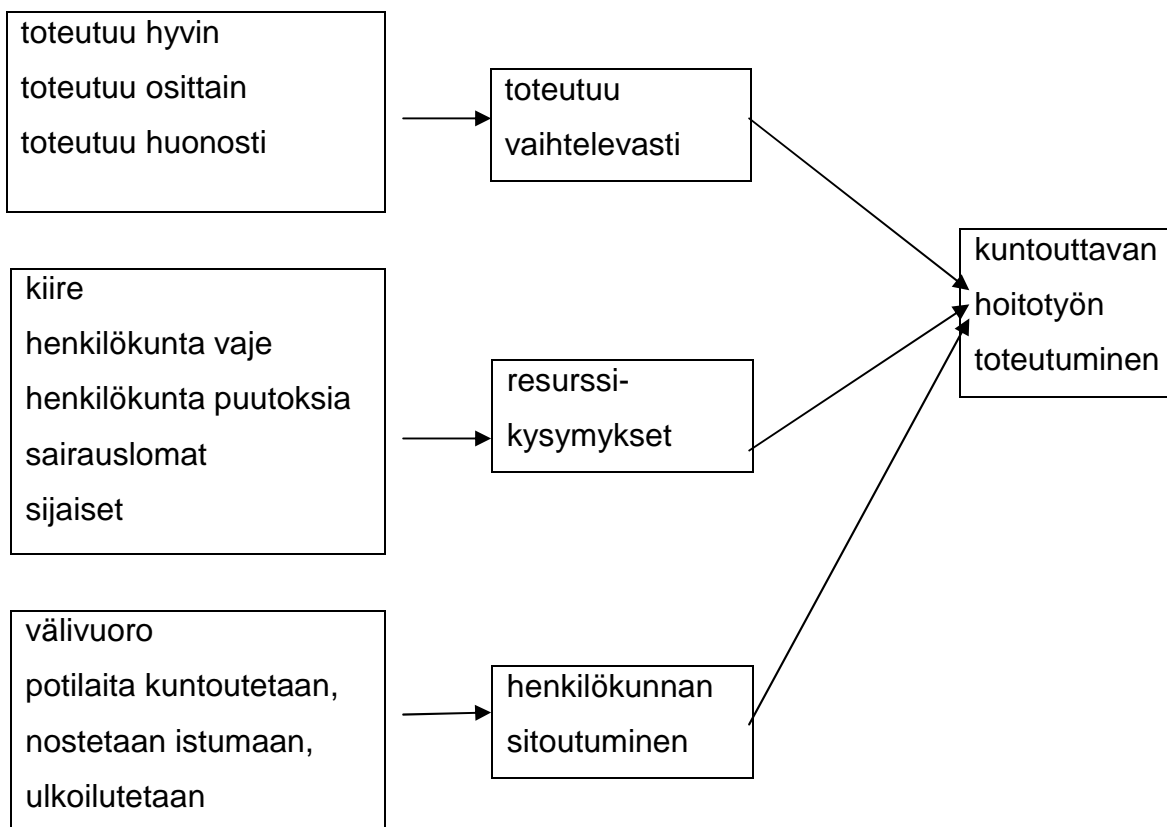 toteutuu hyvin
toteutuu osittain
toteutuu huonosti
toteutuu
vaihtelevasti
kiire
henkilökunta vaje
henkilökunta puutoksia
sairauslomat
sijaiset
resurssi-
kysymykset
välivuoro
potilaita kuntoutetaan,
nostetaan istumaan,
ulkoilutetaan
henkilökunnan
sitoutuminen
kuntouttavan
hoitotyön
toteutuminen